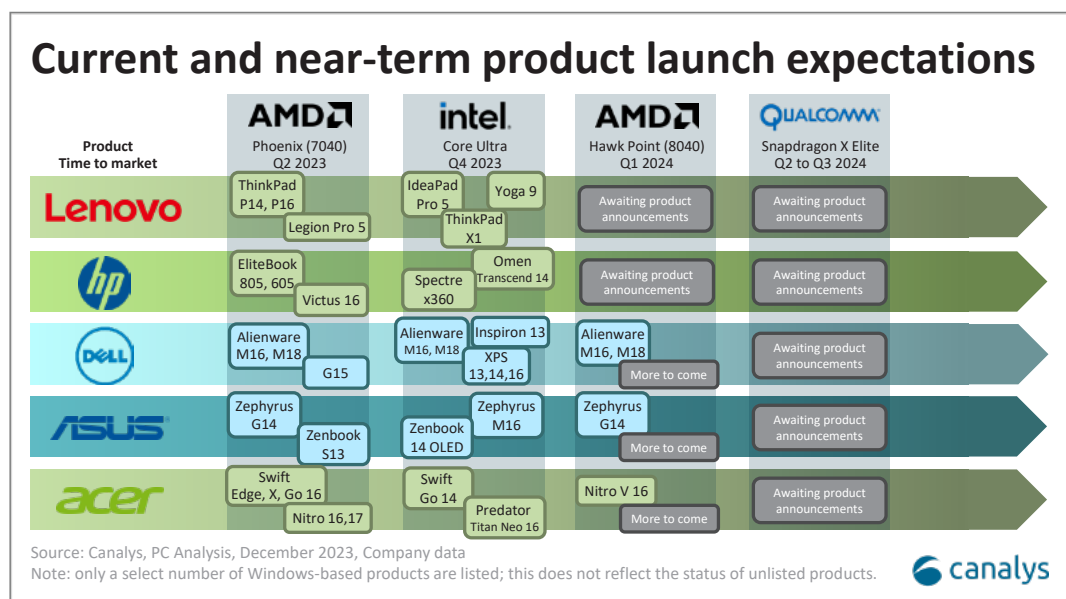 Current and near-term product launch expectations
AMD
intel.
AMD
QUALCOMM
Product
Time to market
Phoenix (7040)
Q2 2023
Core Ultra
Q4 2023
Hawk Point (8040)
Q1 2024
Snapdragon X Elite
Q2 to Q3 2024
Lenovo
ThinkPad
P14, P16
Legion Pro 5
IdeaPad
Pro 5
Yoga 9
ThinkPad
X1
Awaiting product
announcements
Awaiting product
announcements
hp
EliteBook
805, 605
Victus 16
Spectre
x360
Omen
Transcend 14
Awaiting product
announcements
Awaiting product
announcements
DELL
Alienware
M16, M18
G15
Alienware
M16, M18
Inspiron 13
XPS
13,14,16
Alienware
M16, M18
More to come
Awaiting product
announcements
ASUS
Zephyrus
G14
Zenbook
S13
Zenbook
14 OLED
Zephyrus
M16
Zephyrus
G14
More to come
Awaiting product
announcements
acer
Swift
Edge, X, Go 16
Nitro 16,17
Swift
Go 14
Predator
Titan Neo 16
Nitro V 16
More to come
Awaiting product
announcements
Source: Canalys, PC Analysis, December 2023, Company data
Note: only a select number of Windows-based products are listed; this does not reflect the status of unlisted products.
canalys